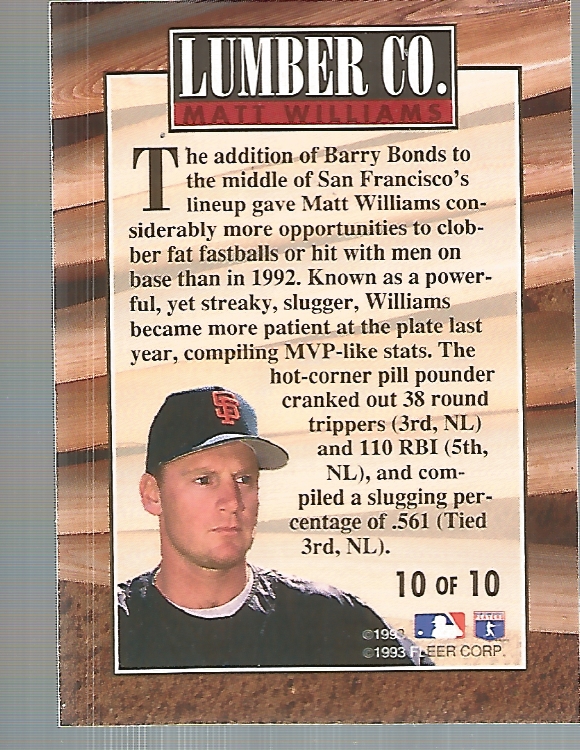 LUMBER CO.
MATT WILLIAMS
The addition of Barry Bonds to
the middle of San Francisco's
lineup gave Matt Williams con-
siderably more opportunities to clob-
ber fat fastballs or hit with men on
base than in 1992. Known as a power-
ful, yet streaky, slugger, Williams
became more patient at the plate last
year, compiling MVP-like stats. The
hot-corner pill pounder
cranked out 38 round
trippers (3rd, NL)
and 110 RBI (5th,
NL), and com-
piled a slugging per-
centage of .561 (Tied
3rd, NL).
SF
10 OF 10
©1993
©1993 FLEER CORP.